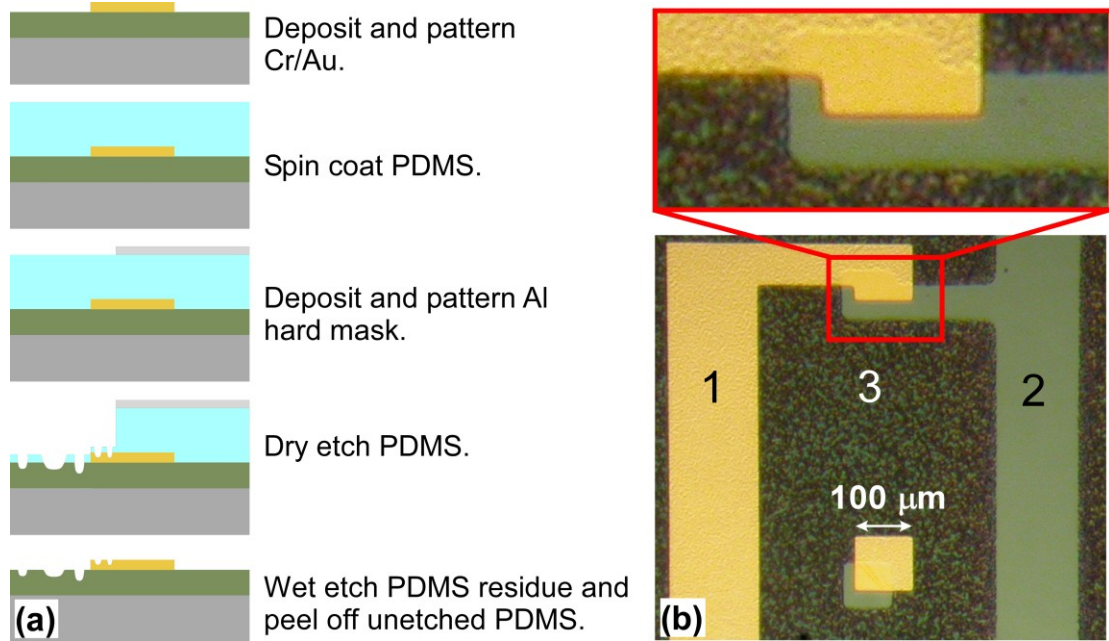 Deposit and pattern
Cr/Au.
Spin coat PDMS.
Deposit and pattern Al
hard mask.
Dry etch PDMS.
Wet etch PDMS residue and
peel off unetched PDMS.
(a)
1
3
2
100 μm
(b)